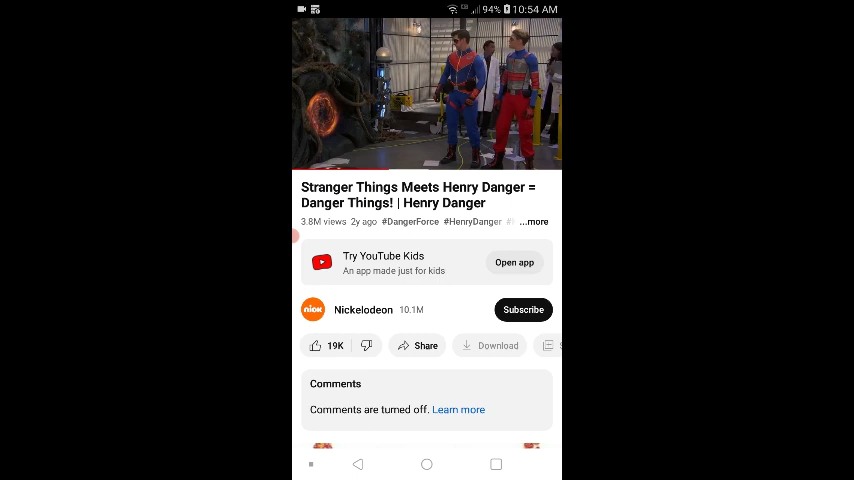 94% 10:54 AM
Stranger Things Meets Henry Danger =
Danger Things! | Henry Danger
3.8M views 2y ago #DangerForce #HenryDanger ...more
Try YouTube Kids
An app made just for kids
Open app
nick Nickelodeon 10.1M Subscribe
19K Share Download
Comments
Comments are turned off. Learn more